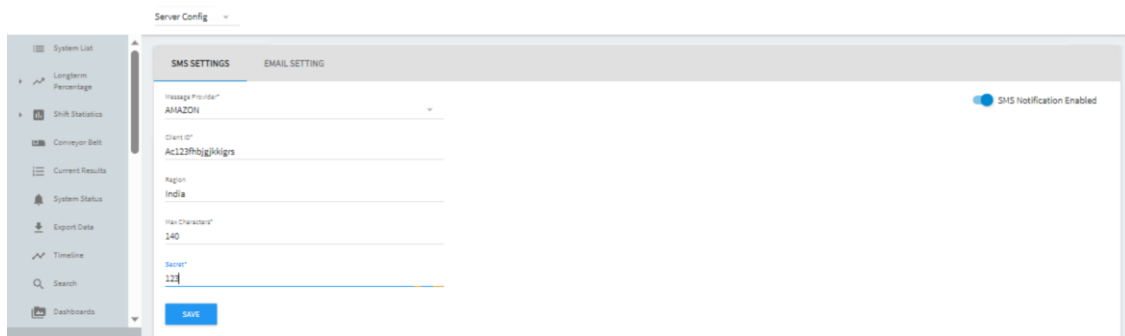 Server Config
System List
Longterm
Percentage
Shift Statistics
Conveyor Belt
Current Results
System Status
Export Data
Timeline
Search
Dashboards
SMS SETTINGS EMAIL SETTING
Message Provider*
AMAZON
SMS Notification Enabled
Client ID*
Ac123fhbjgjkkigrs
Region
India
Max Characters*
140
Secret*
123
SAVE